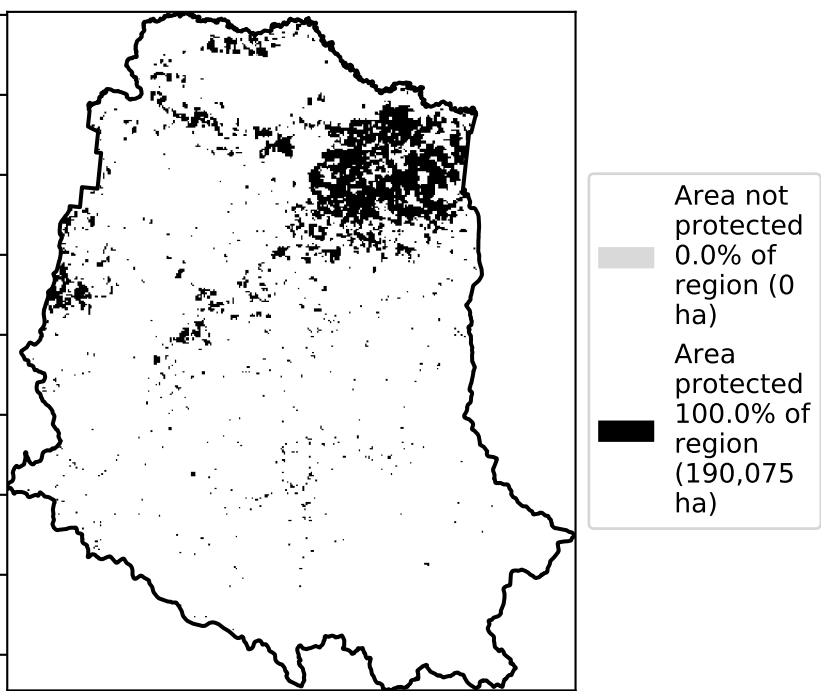 Area not
protected
0.0% of
region (0
ha)
Area
protected
100.0% of
region
(190,075
ha)